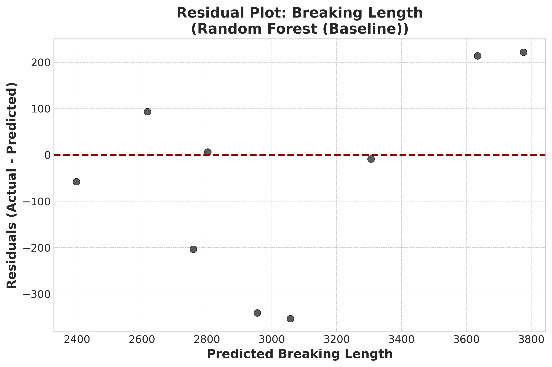 Residual Plot: Breaking Length
(Random Forest (Baseline))
Residuals (Actual - Predicted)
200
100
0
−100
−200
−300
2400 2600 2800 3000 3200 3400 3600 3800
Predicted Breaking Length